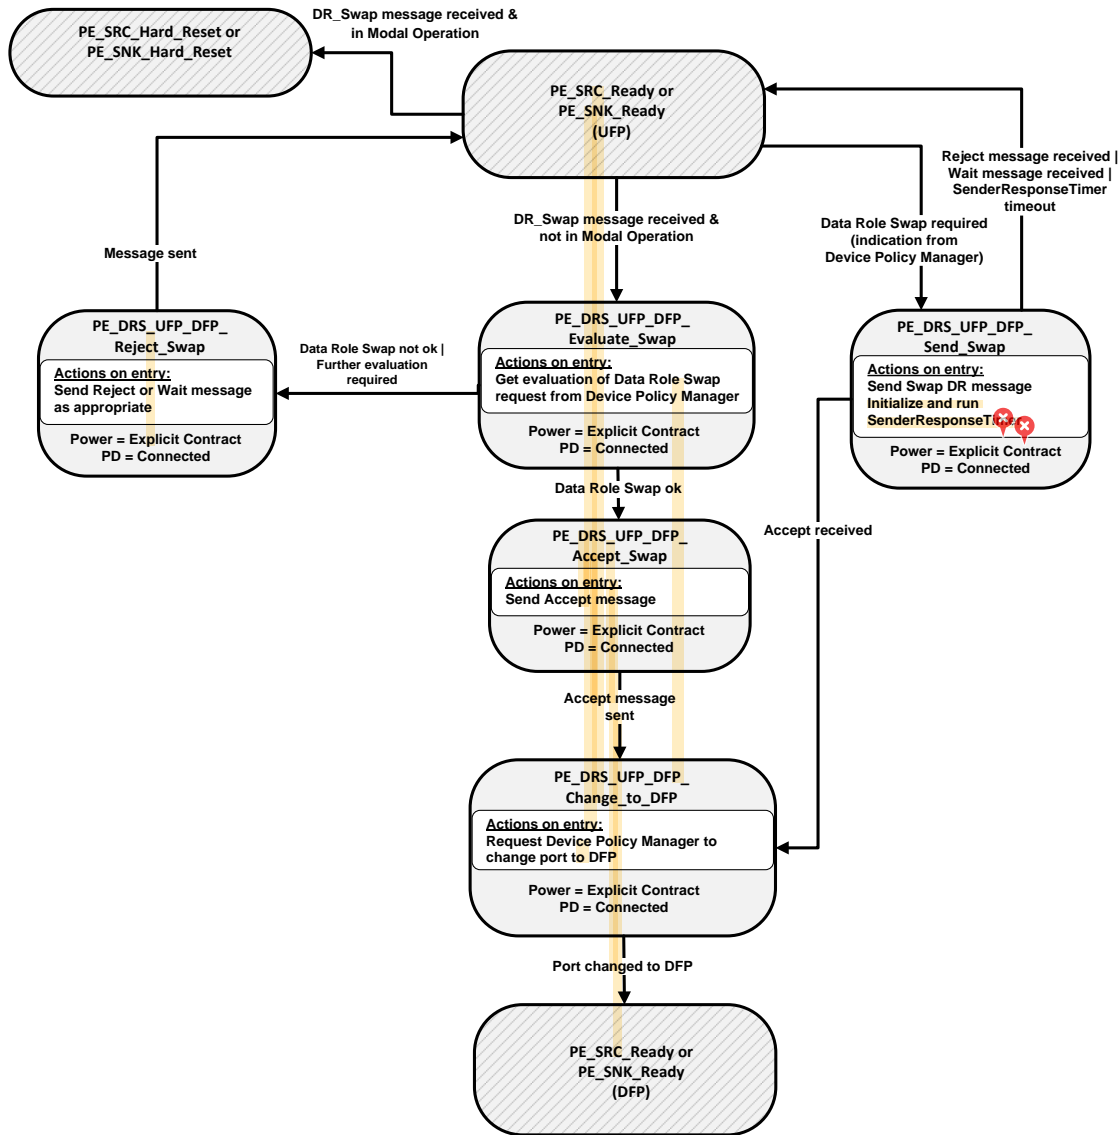 DR_Swap message received &
in Modal Operation
PE_SRC_Hard_Reset or
PE_SNK_Hard_Reset
PE_SRC_Ready or
PE_SNK_Ready
(UFP)
Reject message received |
Wait message received |
SenderResponseTimer
timeout
DR_Swap message received &
not in Modal Operation
Data Role Swap required
(indication from
Device Policy Manager)
Message sent
PE_DRS_UFP_DFP_
Reject_Swap
Actions on entry:
Send Reject or Wait message
as appropriate
Power = Explicit Contract
PD = Connected
Data Role Swap not ok |
Further evaluation
required
PE_DRS_UFP_DFP_
Evaluate_Swap
Actions on entry:
Get evaluation of Data Role Swap
request from Device Policy Manager
Power = Explicit Contract
PD = Connected
PE_DRS_UFP_DFP_
Send_Swap
Actions on entry:
Send Swap DR message
Initialize and run
Power = Explicit Contract
PD = Connected
Data Role Swap ok
Accept received
PE_DRS_UFP_DFP_
Accept_Swap
Actions on entry:
Send Accept message
Power = Explicit Contract
PD = Connected
Accept message
sent
PE_DRS_UFP_DFP_
Change_to_DFP
Actions on entry:
Request Device Policy Manager to
change port to DFP
Power = Explicit Contract
PD = Connected
Port changed to DFP
PE_SRC_Ready or
PE_SNK_Ready
(DFP)